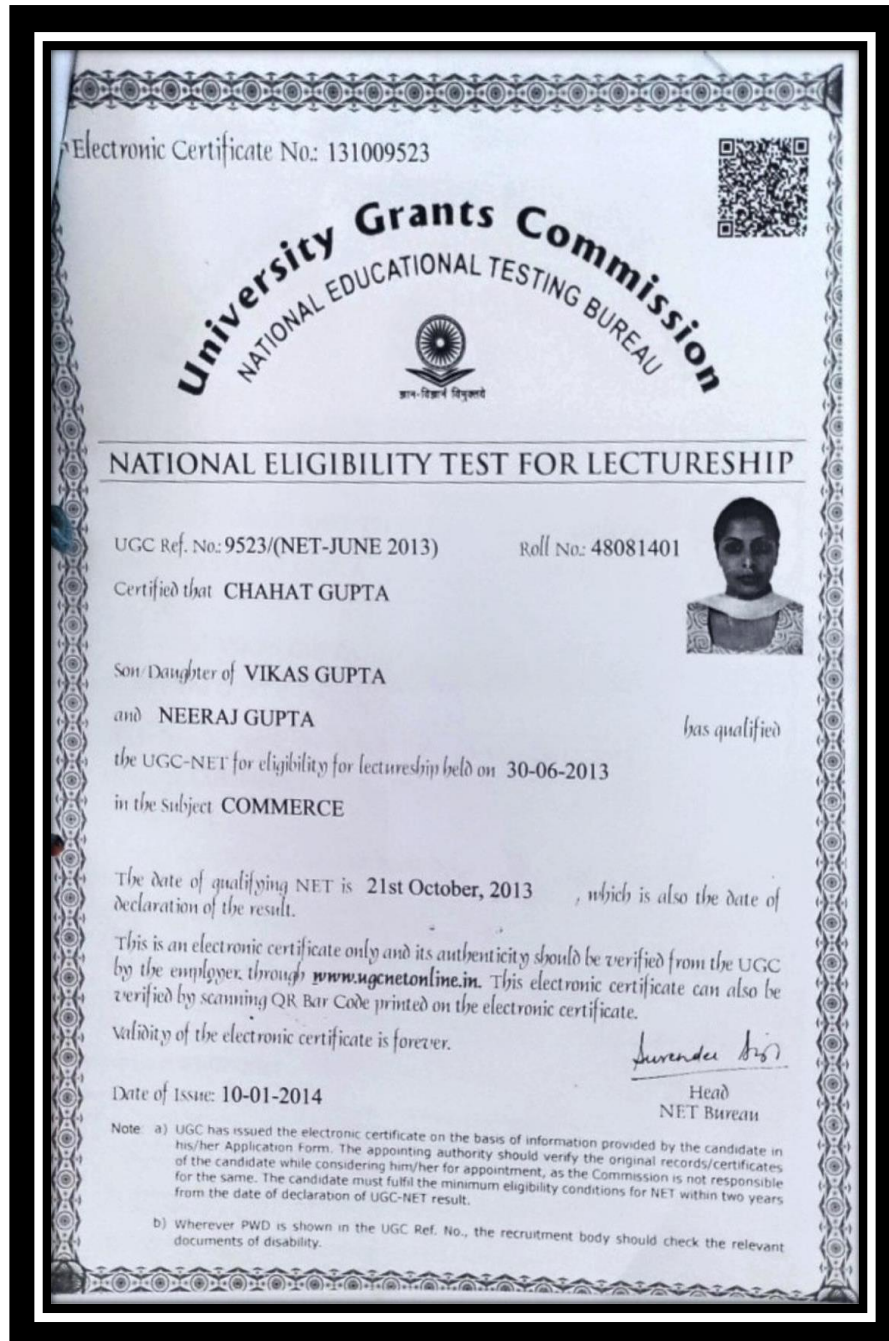 Electronic Certificate No.: 131009523
University Grants Commission
NATIONAL EDUCATIONAL TESTING BUREAU
ज्ञान-विज्ञानं विमुक्तये
NATIONAL ELIGIBILITY TEST FOR LECTURESHIP
UGC Ref. No.: 9523/(NET-JUNE 2013) Roll No.: 48081401
Certified that CHAHAT GUPTA
Son/Daughter of VIKAS GUPTA
and NEERAJ GUPTA has qualified
the UGC-NET for eligibility for lectureship held on 30-06-2013
in the Subject COMMERCE
The date of qualifying NET is 21st October, 2013 , which is also the date of
declaration of the result.
This is an electronic certificate only and its authenticity should be verified from the UGC
by the employer, through www.ugcnetonline.in. This electronic certificate can also be
verified by scanning QR Bar Code printed on the electronic certificate.
Validity of the electronic certificate is forever.
Surender
Date of Issue: 10-01-2014
Head
NET Bureau
Note: a) UGC has issued the electronic certificate on the basis of information provided by the candidate in
his/her Application Form. The appointing authority should verify the original records/certificates
of the candidate while considering him/her for appointment, as the Commission is not responsible
for the same. The candidate must fulfil the minimum eligibility conditions for NET within two years
from the date of declaration of UGC-NET result.
b) Wherever PWD is shown in the UGC Ref. No., the recruitment body should check the relevant
documents of disability.